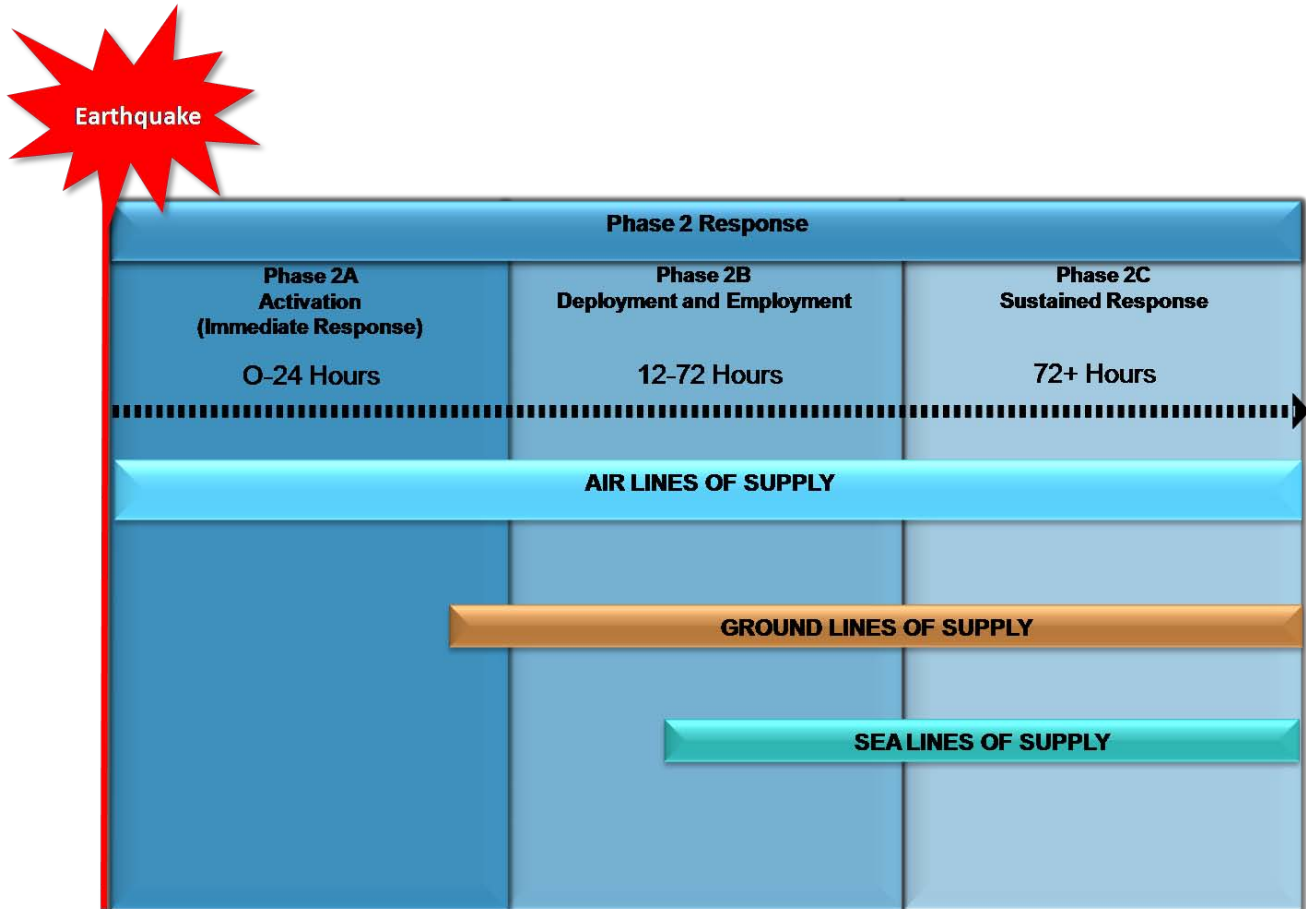 Earthquake
Phase 2 Response
Phase 2A
Activation
(Immediate Response)
O-24 Hours
Phase 2B
Deployment and Employment
12-72 Hours
Phase 2C
Sustained Response
72+ Hours
AIR LINES OF SUPPLY
GROUND LINES OF SUPPLY
SEA LINES OF SUPPLY